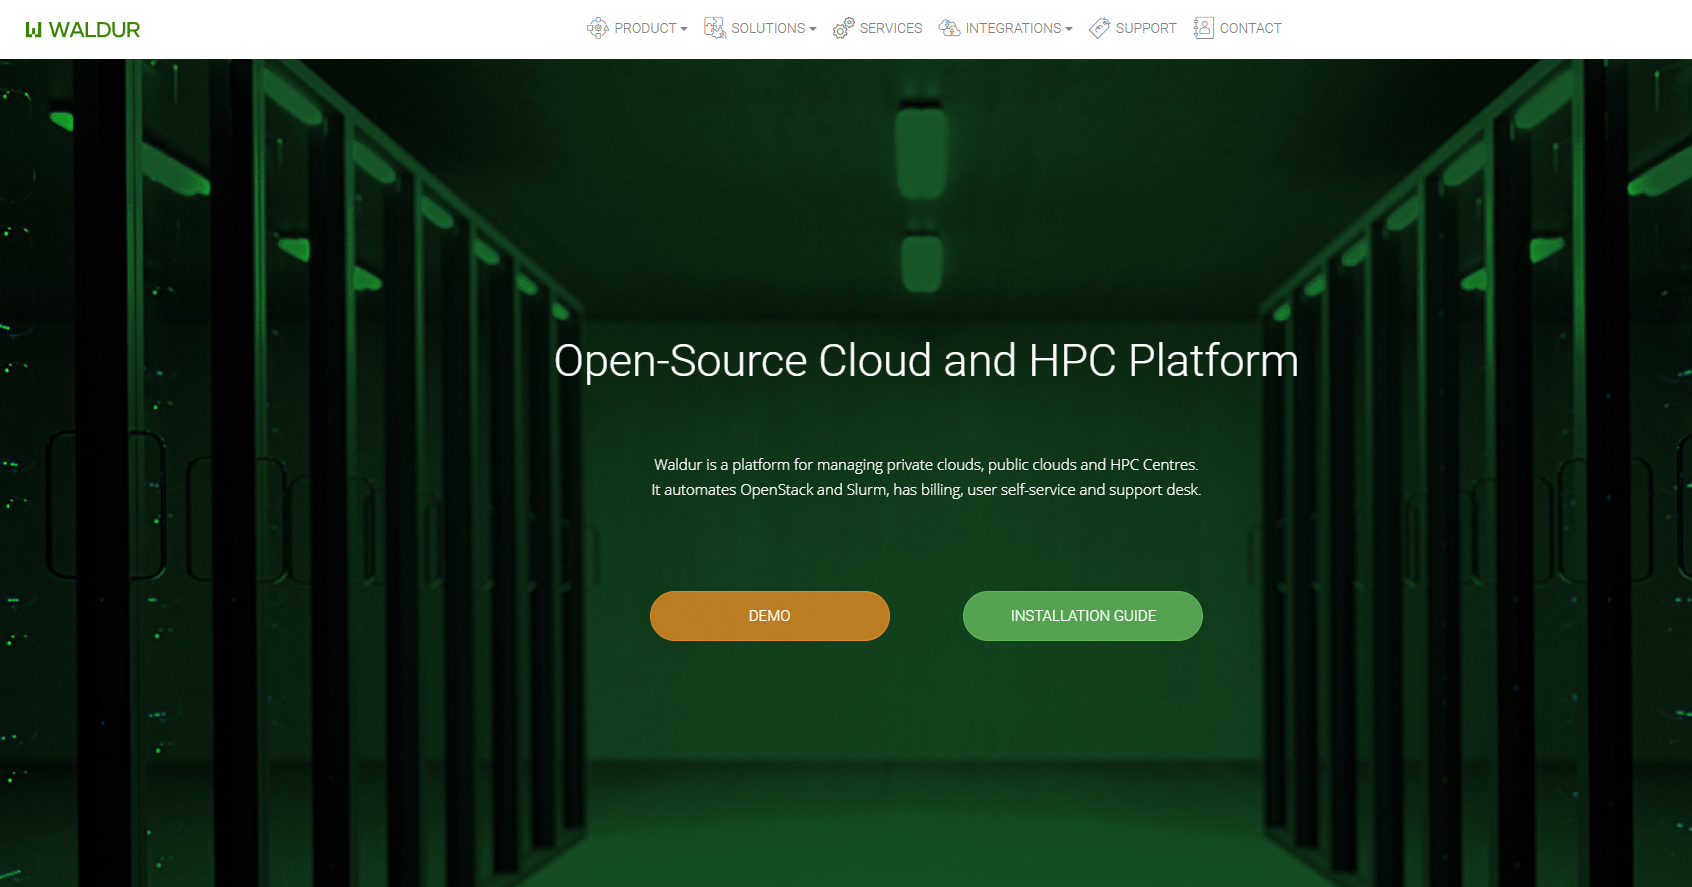 WALDUR
PRODUCT
SOLUTIONS
SERVICES
INTEGRATIONS
SUPPORT
CONTACT
Open-Source Cloud and HPC Platform
Waldur is a platform for managing private clouds, public clouds and HPC Centres.
It automates OpenStack and Slurm, has billing, user self-service and support desk.
DEMO
INSTALLATION GUIDE